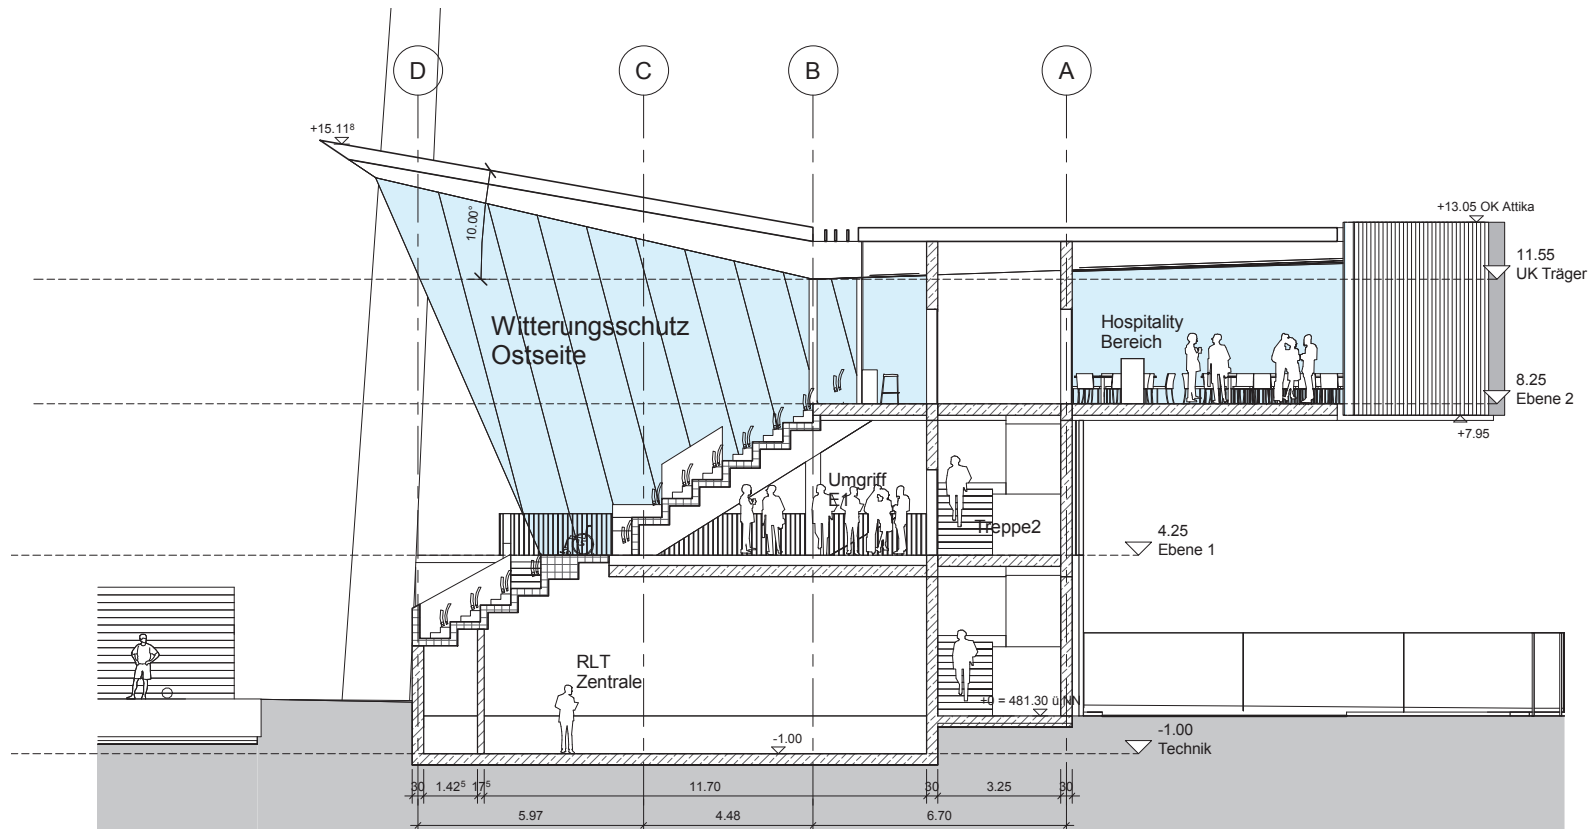 D
C
B
A
+15.11⁸
10.00°
+13.05 OK Attika
11.55
UK Träger
Witterungsschutz
Ostseite
Hospitality
Bereich
8.25
Ebene 2
+7.95
Umgriff
E1
Treppe2
4.25
Ebene 1
RLT
Zentrale
+0 = 481.30 ü NN
-1.00
-1.00
Technik
30
1.42⁵
17⁵
11.70
30
3.25
30
5.97
4.48
6.70